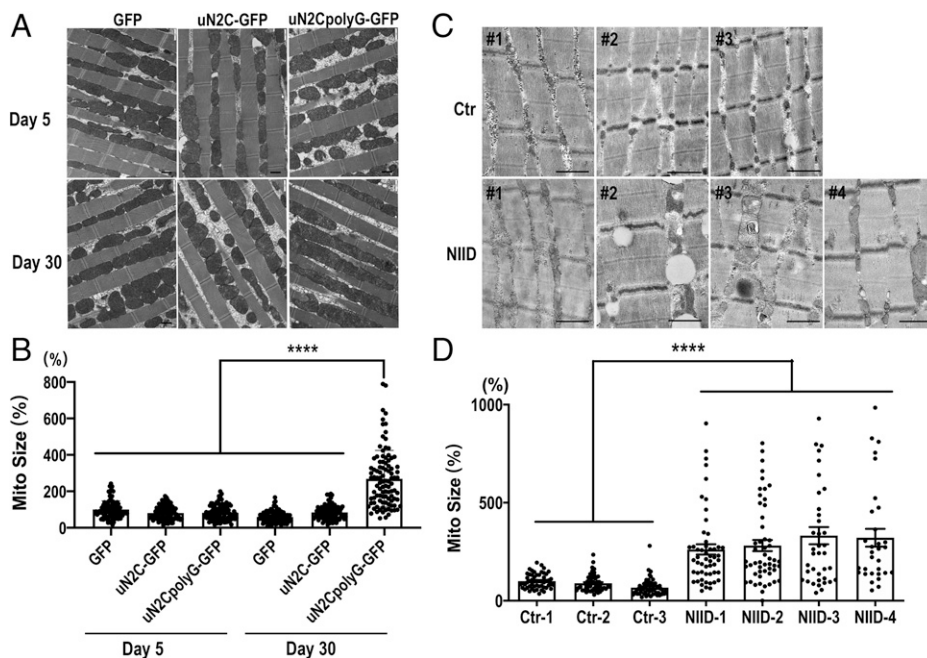 A
GFP
uN2C-GFP
uN2CpolyG-GFP
Day 5
Day 30
B
(%)
****
Mito Size (%)
800
600
400
200
0
GFP
uN2C-GFP
uN2CpolyG-GFP
GFP
uN2C-GFP
uN2CpolyG-GFP
Day 5
Day 30
C
#1
#2
#3
Ctr
#1
#2
#3
#4
NIID
D
(%)
****
Mito Size (%)
1000
500
0
Ctr-1
Ctr-2
Ctr-3
NIID-1
NIID-2
NIID-3
NIID-4